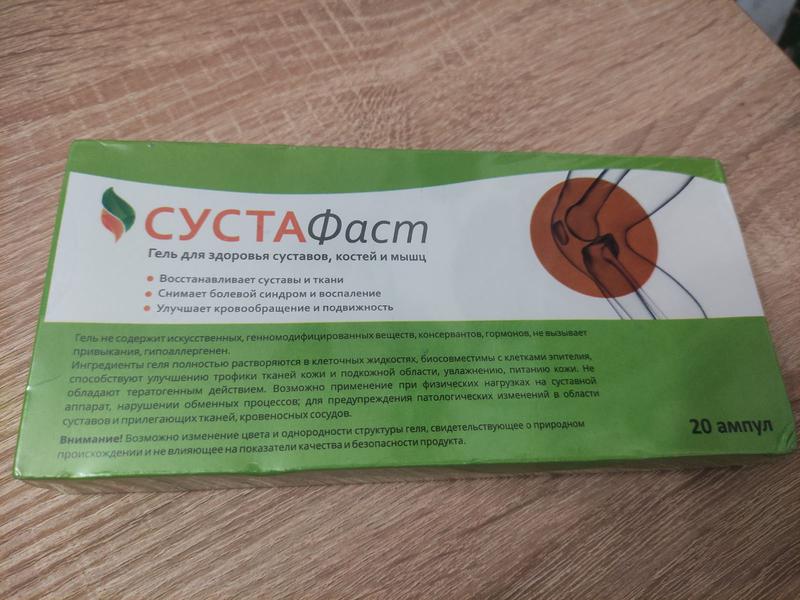 СУСТАФаст
Гель для здоровья суставов, костей и мышц
• Восстанавливает суставы и ткани
• Снимает болевой синдром и воспаление
• Улучшает кровообращение и подвижность
Гель не содержит искусственных, генномодифицированных веществ, консервантов, гормонов, не вызывает
привыкания, гипоаллергенен.
Ингредиенты геля полностью растворяются в клеточных жидкостях, биосовместимы с клетками эпителия,
способствуют улучшению трофики тканей кожи и подкожной области, увлажнению, питанию кожи. Не
обладают тератогенным действием. Возможно применение при физических нагрузках на суставной
аппарат, нарушении обменных процессов; для предупреждения патологических изменений в области
суставов и прилегающих тканей, кровеносных сосудов.
Внимание! Возможно изменение цвета и однородности структуры геля, свидетельствующее о природном
происхождении и не влияющее на показатели качества и безопасности продукта.
20 ампул